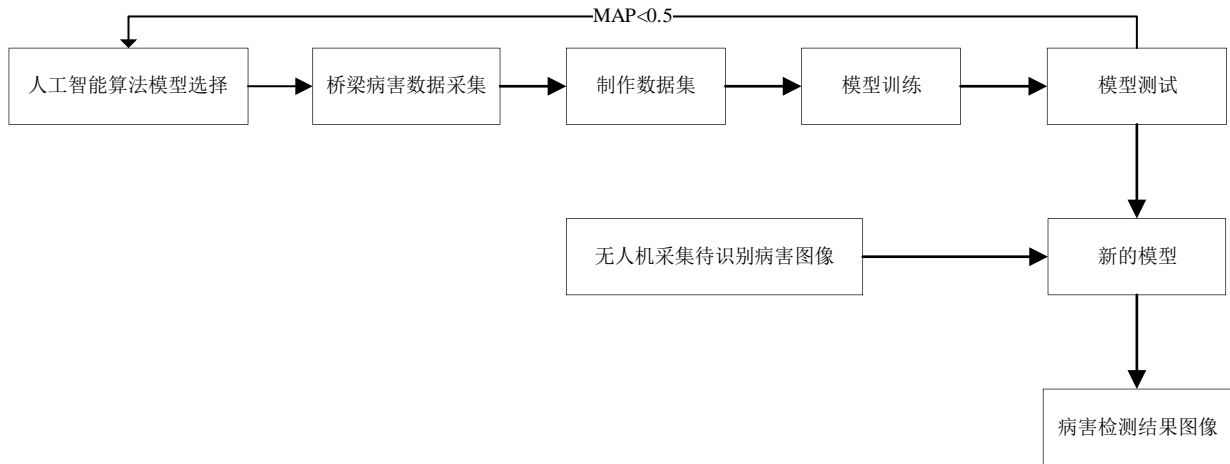 MAP<0.5
人工智能算法模型选择
桥梁病害数据采集
制作数据集
模型训练
模型测试
无人机采集待识别病害图像
新的模型
病害检测结果图像